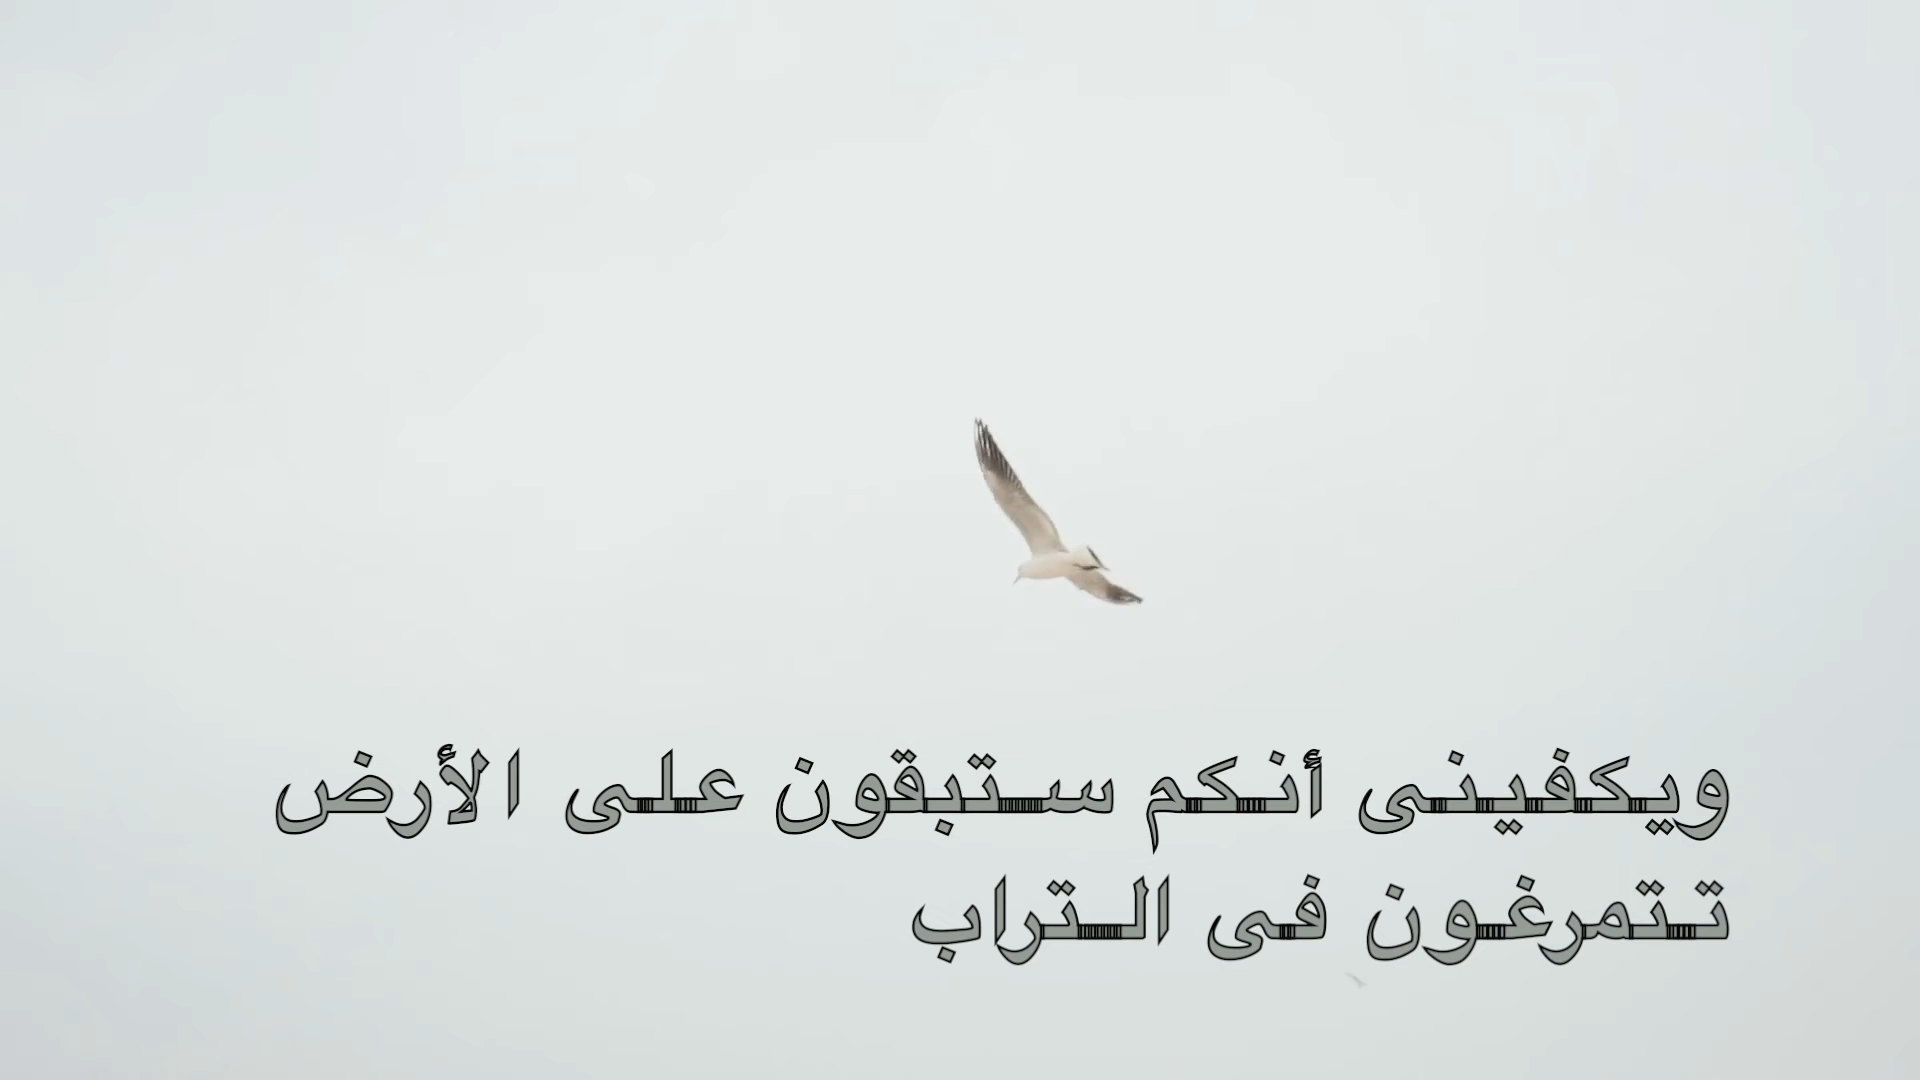 ويكفينى أنكم ستبقون على الأرض
تتمرغون فى التراب